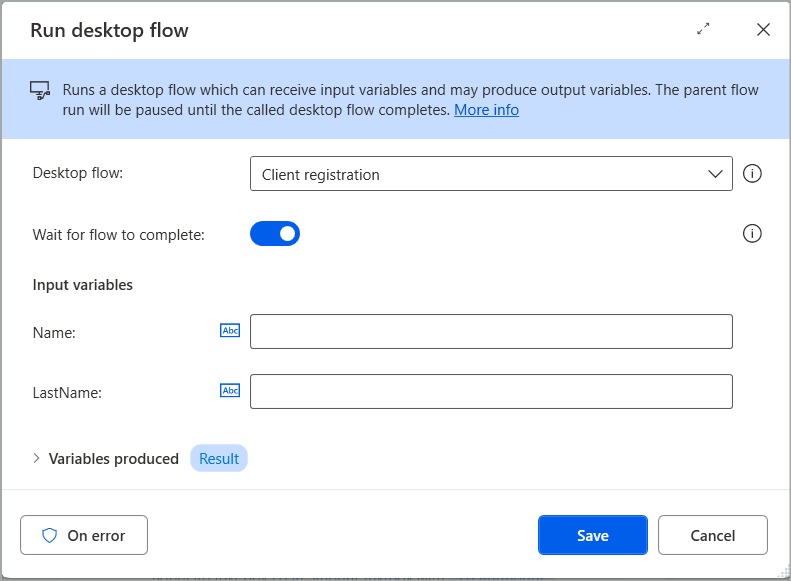 Run desktop flow
Runs a desktop flow which can receive input variables and may produce output variables. The parent flow
run will be paused until the called desktop flow completes. More info
Desktop flow:
Client registration
Wait for flow to complete:
Input variables
Name:
Abc
LastName:
Abc
Variables produced
Result
On error
Save
Cancel